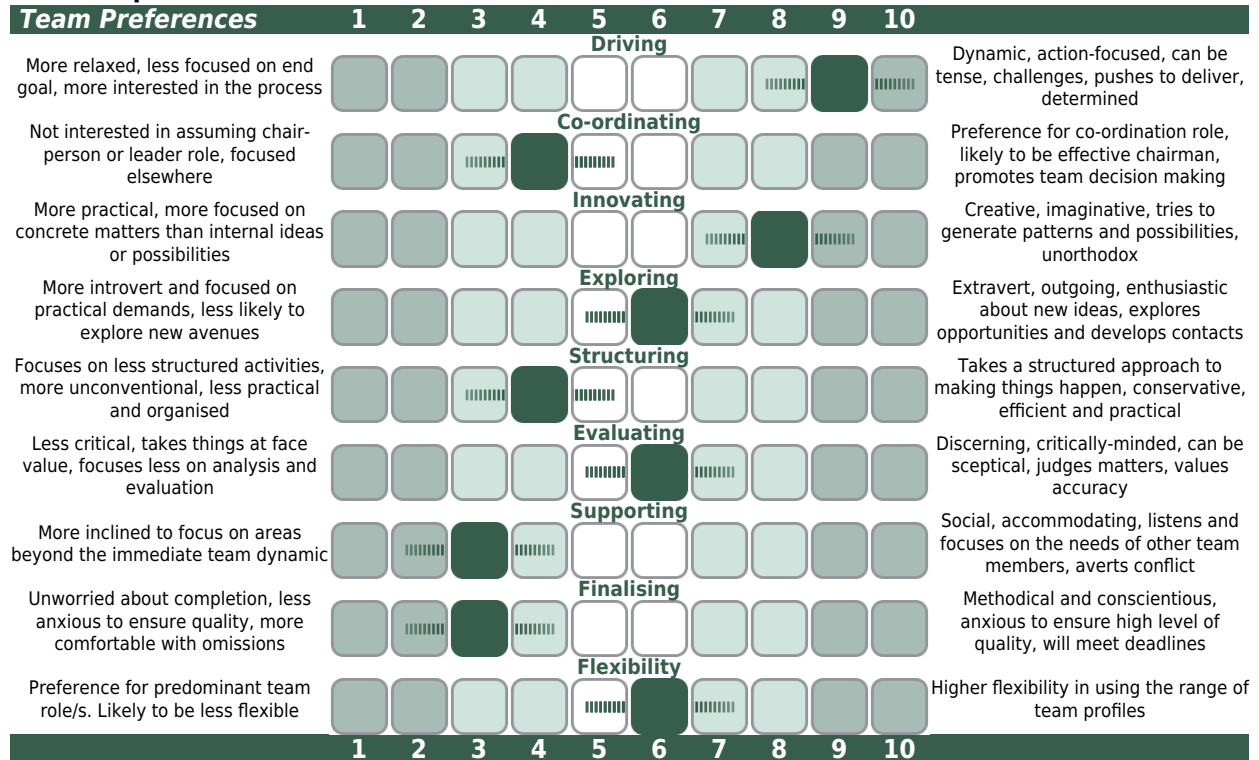 Team Preferences 1 2 3 4 5 6 7 8 9 10
Driving
More relaxed, less focused on end
goal, more interested in the process
Dynamic, action-focused, can be
tense, challenges, pushes to deliver,
determined
Co-ordinating
Not interested in assuming chair-
person or leader role, focused
elsewhere
Preference for co-ordination role,
likely to be effective chairman,
promotes team decision making
Innovating
More practical, more focused on
concrete matters than internal ideas
or possibilities
Creative, imaginative, tries to
generate patterns and possibilities,
unorthodox
Exploring
More introvert and focused on
practical demands, less likely to
explore new avenues
Extravert, outgoing, enthusiastic
about new ideas, explores
opportunities and develops contacts
Structuring
Focuses on less structured activities,
more unconventional, less practical
and organised
Takes a structured approach to
making things happen, conservative,
efficient and practical
Evaluating
Less critical, takes things at face
value, focuses less on analysis and
evaluation
Discerning, critically-minded, can be
sceptical, judges matters, values
accuracy
Supporting
More inclined to focus on areas
beyond the immediate team dynamic
Social, accommodating, listens and
focuses on the needs of other team
members, averts conflict
Finalising
Unworried about completion, less
anxious to ensure quality, more
comfortable with omissions
Methodical and conscientious,
anxious to ensure high level of
quality, will meet deadlines
Flexibility
Preference for predominant team
role/s. Likely to be less flexible
Higher flexibility in using the range of
team profiles
1 2 3 4 5 6 7 8 9 10